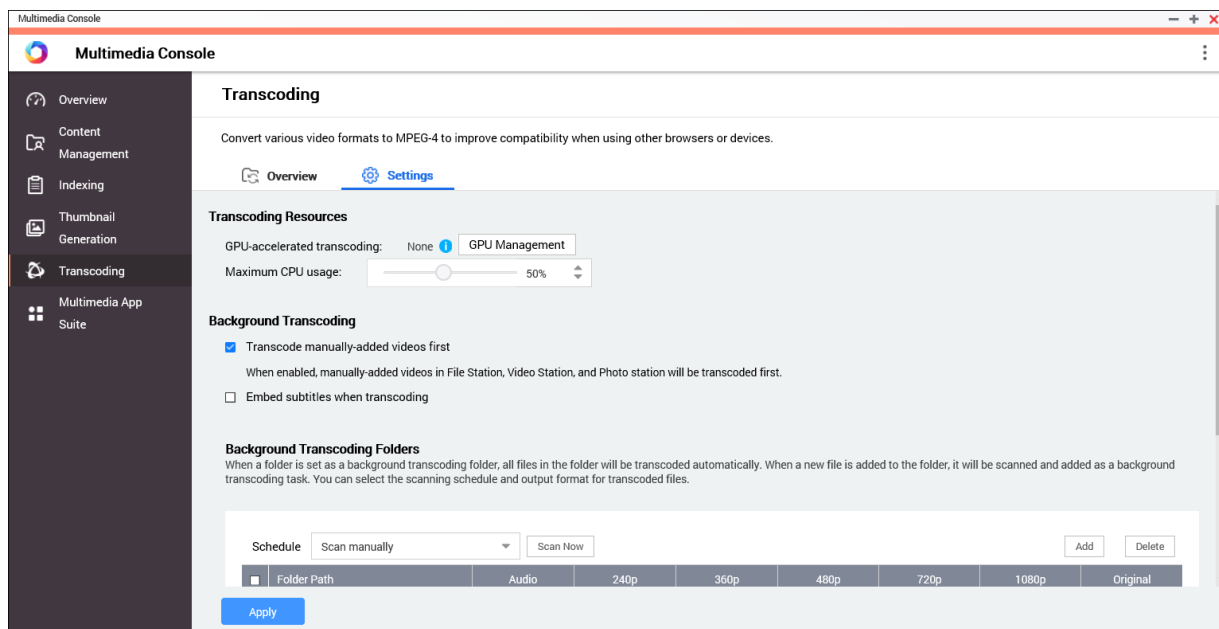 Multimedia Console
Multimedia Console
Overview
Content
Management
Indexing
Thumbnail
Generation
Transcoding
Multimedia App
Suite
Transcoding
Convert various video formats to MPEG-4 to improve compatibility when using other browsers or devices.
Overview Settings
Transcoding Resources
GPU-accelerated transcoding: None GPU Management
Maximum CPU usage: 50%
Background Transcoding
Transcode manually-added videos first
When enabled, manually-added videos in File Station, Video Station, and Photo station will be transcoded first.
Embed subtitles when transcoding
Background Transcoding Folders
When a folder is set as a background transcoding folder, all files in the folder will be transcoded automatically. When a new file is added to the folder, it will be scanned and added as a background
transcoding task. You can select the scanning schedule and output format for transcoded files.
Schedule Scan manually Scan Now Add Delete
Folder Path Audio 240p 360p 480p 720p 1080p Original
Apply